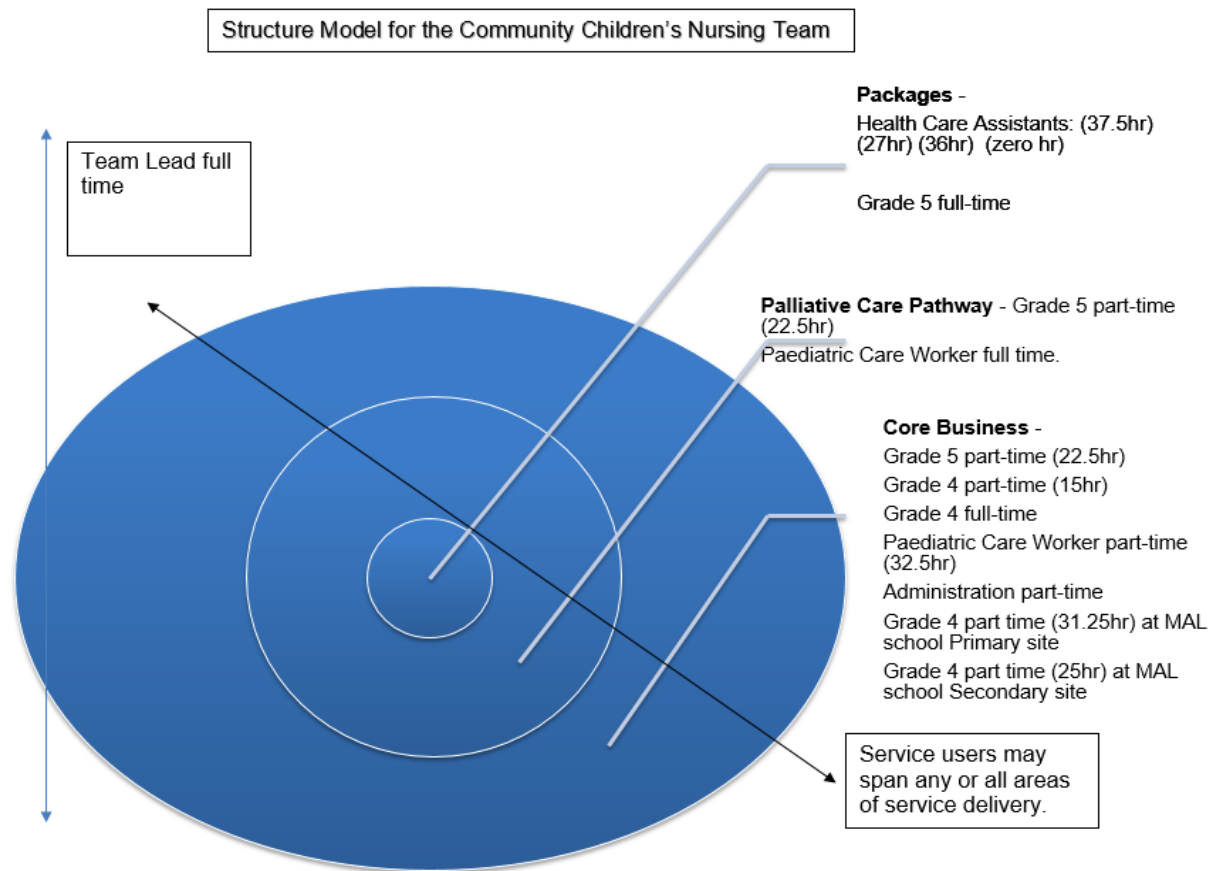 Structure Model for the Community Children’s Nursing Team
Team Lead full
time
Packages -
Health Care Assistants: (37.5hr)
(27hr) (36hr)  (zero hr)
Grade 5 full-time
Palliative Care Pathway - Grade 5 part-time
(22.5hr)
Paediatric Care Worker full time.
Core Business -
Grade 5 part-time (22.5hr)
Grade 4 part-time (15hr)
Grade 4 full-time
Paediatric Care Worker part-time
(32.5hr)
Administration part-time
Grade 4 part time (31.25hr) at MAL
school Primary site
Grade 4 part time (25hr) at MAL
school Secondary site
Service users may
span any or all areas
of service delivery.